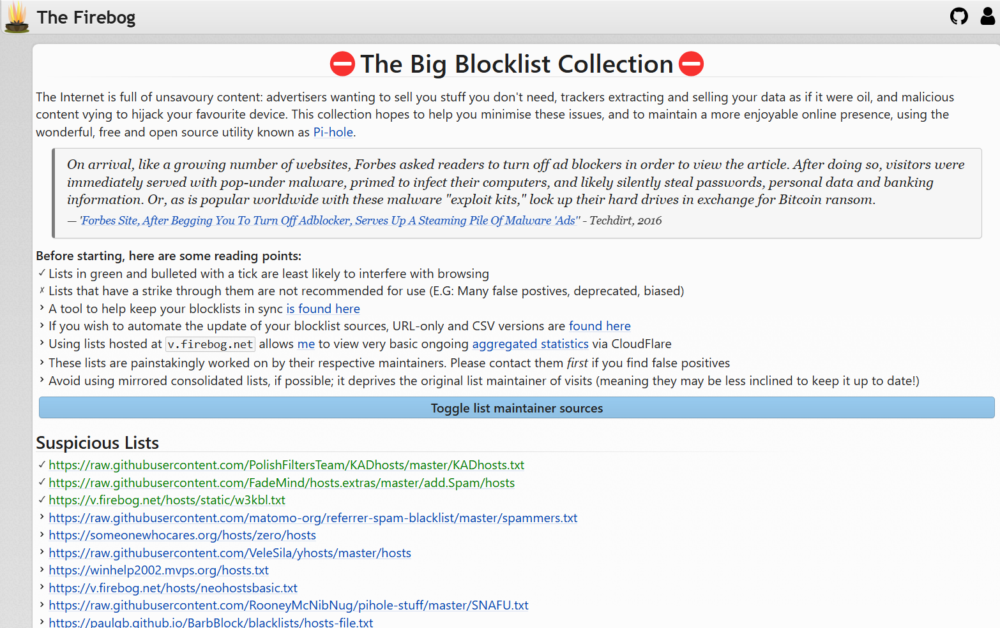 The Firebog
The Big Blocklist Collection
The Internet is full of unsavoury content: advertisers wanting to sell you stuff you don't need, trackers extracting and selling your data as if it were oil, and malicious
content vying to hijack your favourite device. This collection hopes to help you minimise these issues, and to maintain a more enjoyable online presence, using the
wonderful, free and open source utility known as Pi-hole.
On arrival, like a growing number of websites, Forbes asked readers to turn off ad blockers in order to view the article. After doing so, visitors were
immediately served with pop-under malware, primed to infect their computers, and likely silently steal passwords, personal data and banking
information. Or, as is popular worldwide with these malware "exploit kits," lock up their hard drives in exchange for Bitcoin ransom.
— 'Forbes Site, After Begging You To Turn Off Adblocker, Serves Up A Steaming Pile Of Malware 'Ads'' - Techdirt, 2016
Before starting, here are some reading points:
✓ Lists in green and bulleted with a tick are least likely to interfere with browsing
✗ Lists that have a strike through them are not recommended for use (E.G: Many false postives, deprecated, biased)
› A tool to help keep your blocklists in sync is found here
› If you wish to automate the update of your blocklist sources, URL-only and CSV versions are found here
› Using lists hosted at v.firebog.net allows me to view very basic ongoing aggregated statistics via CloudFlare
› These lists are painstakingly worked on by their respective maintainers. Please contact them first if you find false positives
› Avoid using mirrored consolidated lists, if possible; it deprives the original list maintainer of visits (meaning they may be less inclined to keep it up to date!)
Toggle list maintainer sources
Suspicious Lists
✓ https://raw.githubusercontent.com/PolishFiltersTeam/KADhosts/master/KADhosts.txt
✓ https://raw.githubusercontent.com/FadeMind/hosts.extras/master/add.Spam/hosts
✓ https://v.firebog.net/hosts/static/w3kbl.txt
› https://raw.githubusercontent.com/matomo-org/referrer-spam-blacklist/master/spammers.txt
› https://someonewhocares.org/hosts/zero/hosts
› https://raw.githubusercontent.com/VeleSila/yhosts/master/hosts
› https://winhelp2002.mvps.org/hosts.txt
› https://v.firebog.net/hosts/neohostsbasic.txt
› https://raw.githubusercontent.com/RooneyMcNibNug/pihole-stuff/master/SNAFU.txt
› https://paulgb.github.io/BarbBlock/blacklists/hosts-file.txt